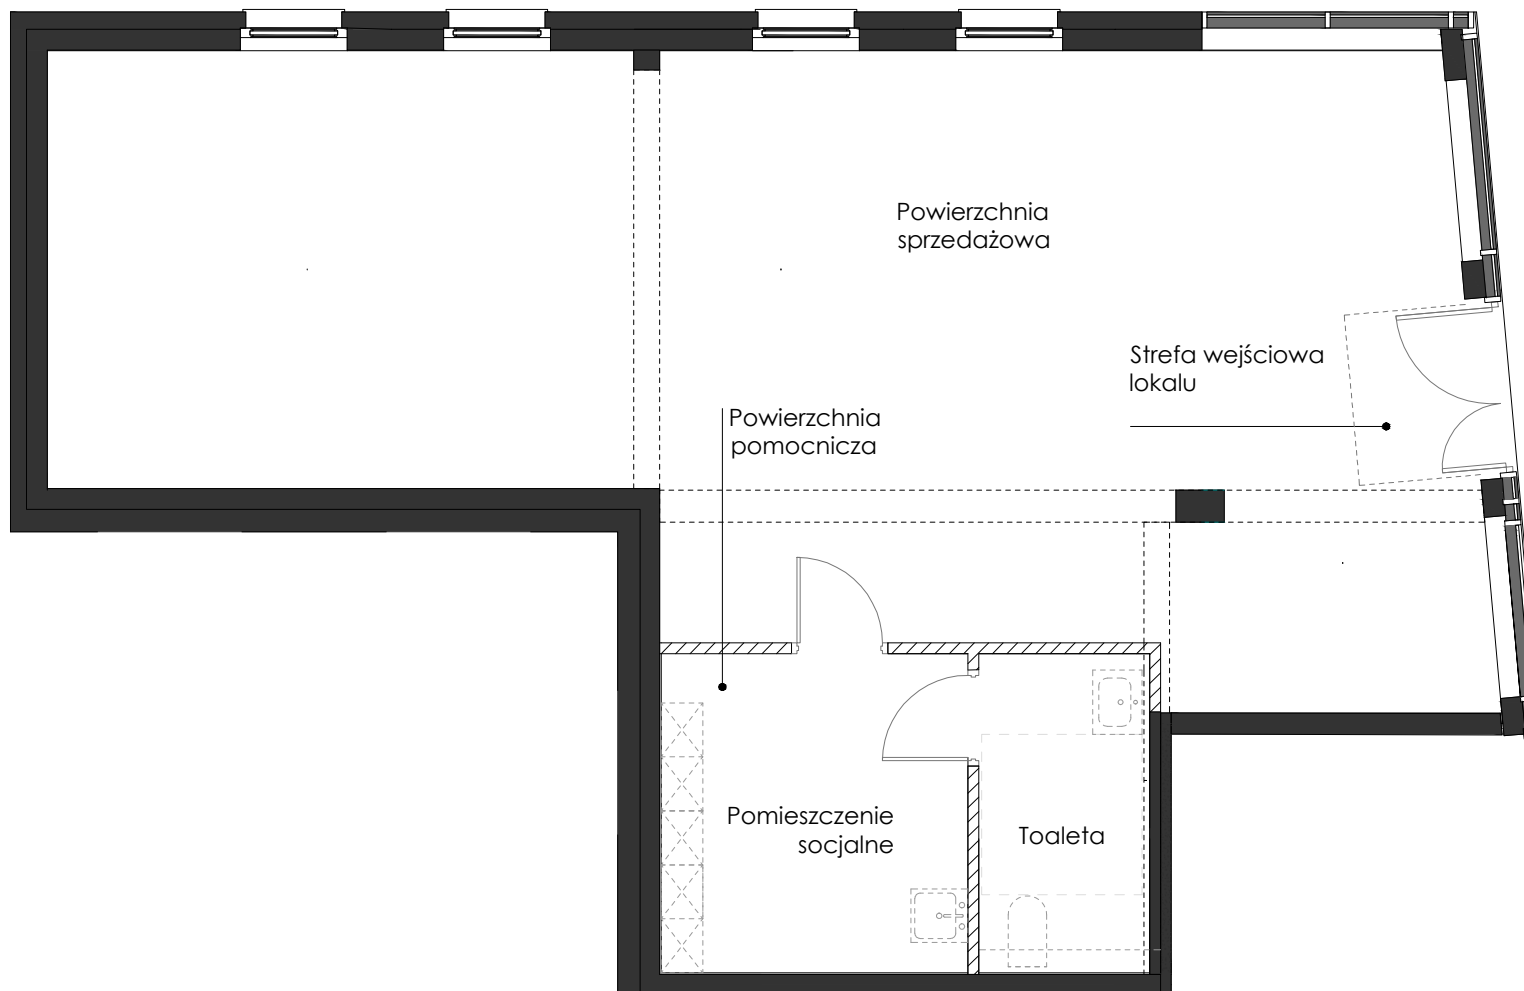 Powierzchnia
sprzedażowa
Strefa wejściowa
lokalu
Powierzchnia
pomocnicza
Pomieszczenie
socjalne
Toaleta